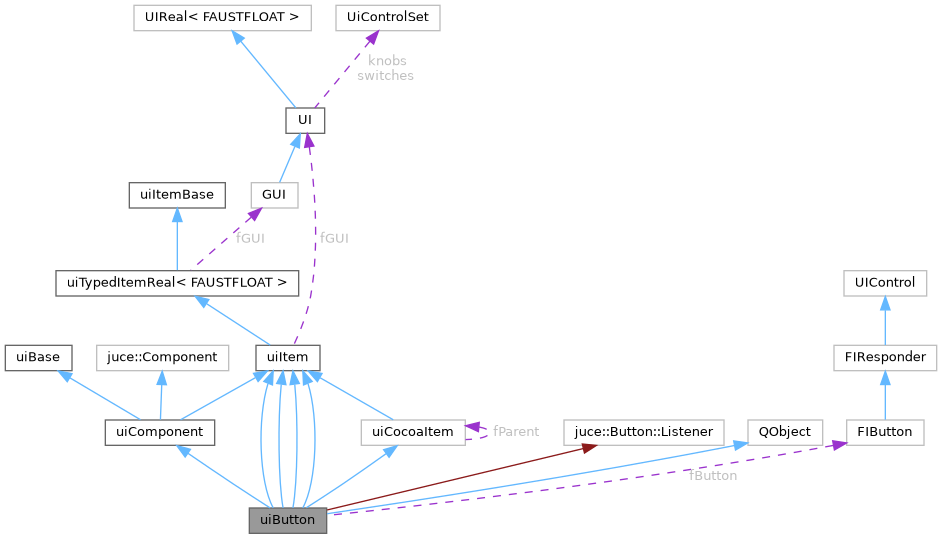 UIReal< FAUSTFLOAT >
UiControlSet
knobs
switches
UI
uiItemBase
GUI
fGUI
fGUI
uiTypedItemReal< FAUSTFLOAT >
UIControl
uiBase
juce::Component
uiItem
FIResponder
uiComponent
uiCocoaItem
fParent
juce::Button::Listener
QObject
FIButton
fButton
uiButton